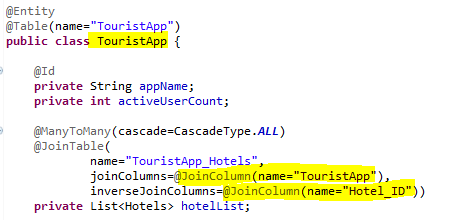 @Entity
@Table(name="TouristApp")
public class TouristApp {
@Id
private String appName;
private int activeUserCount;
@ManyToMany(cascade=CascadeType.ALL)
@JoinTable(
name="TouristApp_Hotels",
joinColumns=@JoinColumn(name="TouristApp"),
inverseJoinColumns=@JoinColumn(name="Hotel_ID"))
private List<Hotels> hotelList;